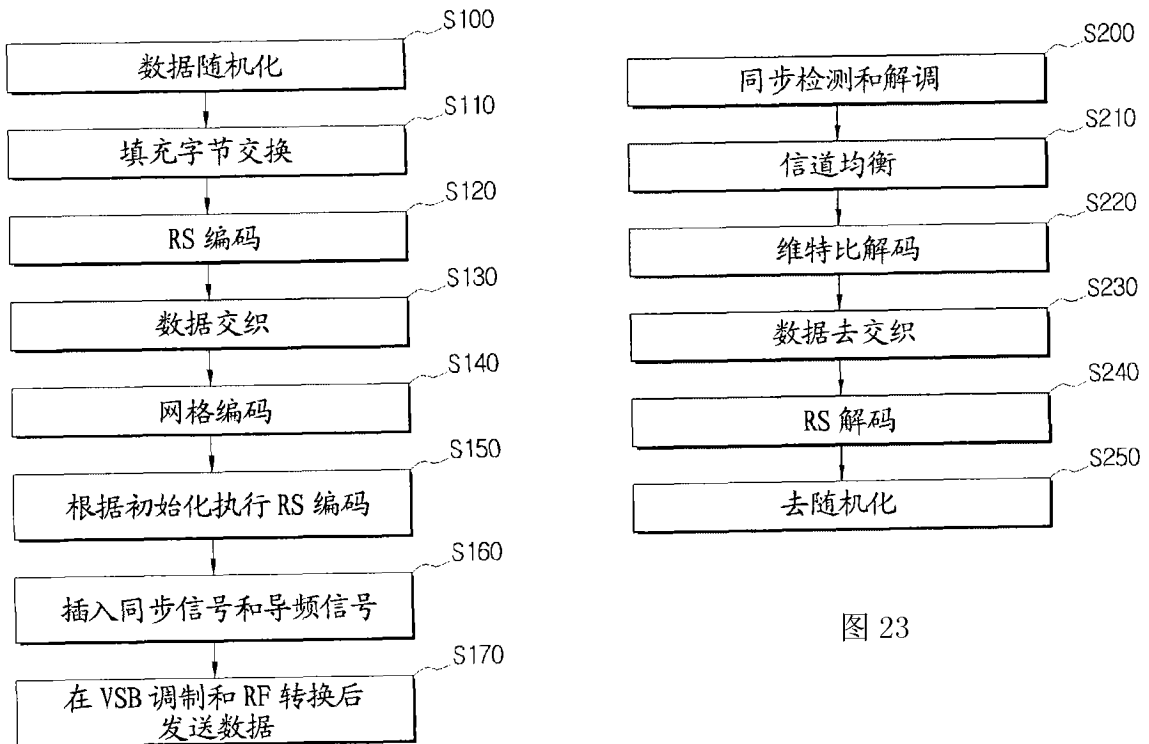 S100
数据随机化
S110
填充字节交换
S120
RS 编码
S130
数据交织
S140
网格编码
S150
根据初始化执行 RS 编码
S160
插入同步信号和导频信号
S170
在 VSB 调制和 RF 转换后
发送数据
S200
同步检测和解调
S210
信道均衡
S220
维特比解码
S230
数据去交织
S240
RS 解码
S250
去随机化
图 23